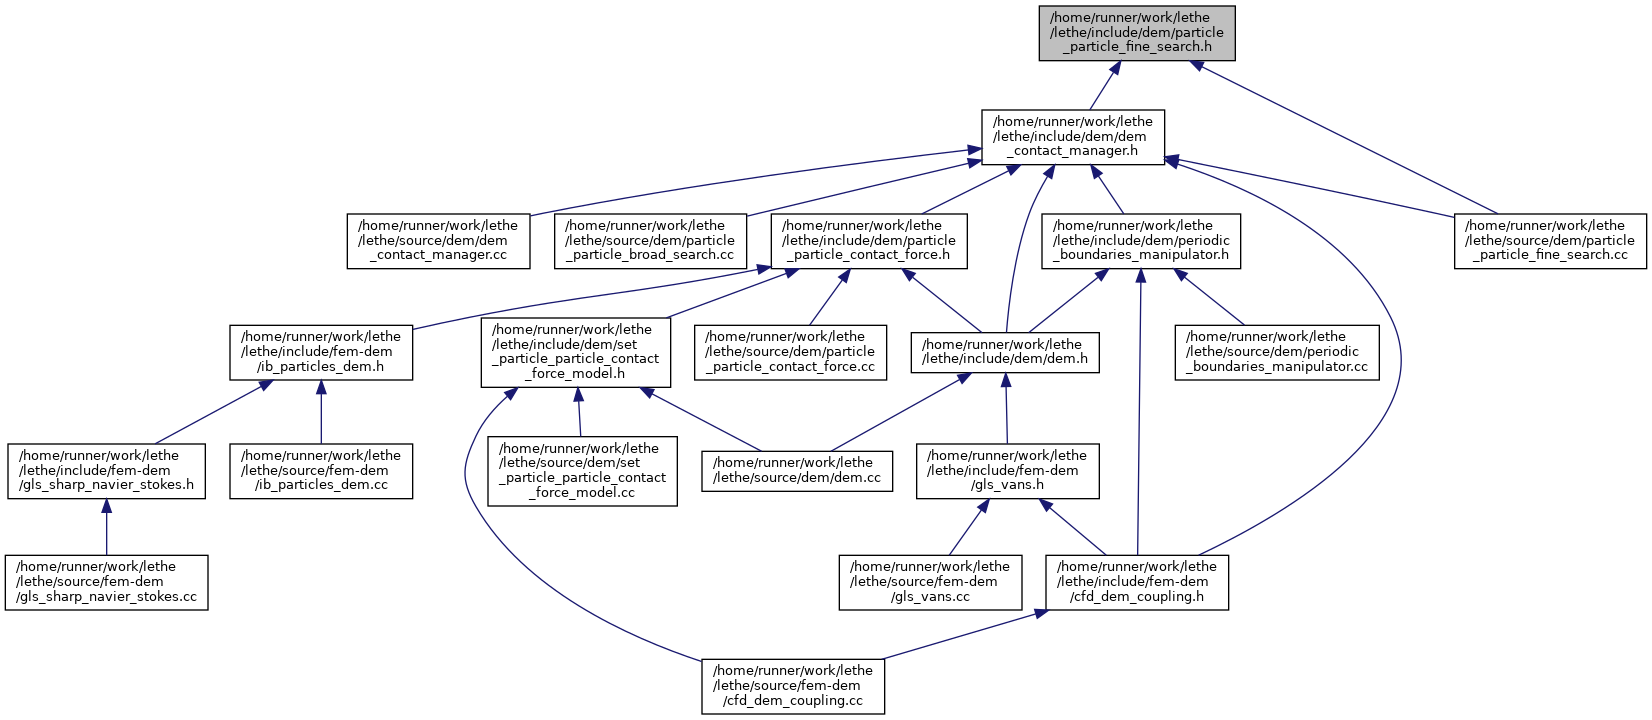 /home/runner/work/lethe
/lethe/include/dem/particle
_particle_fine_search.h
/home/runner/work/lethe
/lethe/include/dem/dem
_contact_manager.h
/home/runner/work/lethe
/lethe/source/dem/dem
_contact_manager.cc
/home/runner/work/lethe
/lethe/source/dem/particle
_particle_broad_search.cc
/home/runner/work/lethe
/lethe/include/dem/particle
_particle_contact_force.h
/home/runner/work/lethe
/lethe/include/dem/periodic
_boundaries_manipulator.h
/home/runner/work/lethe
/lethe/source/dem/particle
_particle_fine_search.cc
/home/runner/work/lethe
/lethe/include/fem-dem
/ib_particles_dem.h
/home/runner/work/lethe
/lethe/include/dem/set
_particle_particle_contact
_force_model.h
/home/runner/work/lethe
/lethe/source/dem/particle
_particle_contact_force.cc
/home/runner/work/lethe
/lethe/include/dem/dem.h
/home/runner/work/lethe
/lethe/source/dem/periodic
_boundaries_manipulator.cc
/home/runner/work/lethe
/lethe/include/fem-dem
/gls_sharp_navier_stokes.h
/home/runner/work/lethe
/lethe/source/fem-dem
/ib_particles_dem.cc
/home/runner/work/lethe
/lethe/source/dem/set
_particle_particle_contact
_force_model.cc
/home/runner/work/lethe
/lethe/source/dem/dem.cc
/home/runner/work/lethe
/lethe/include/fem-dem
/gls_vans.h
/home/runner/work/lethe
/lethe/source/fem-dem
/gls_sharp_navier_stokes.cc
/home/runner/work/lethe
/lethe/source/fem-dem
/gls_vans.cc
/home/runner/work/lethe
/lethe/include/fem-dem
/cfd_dem_coupling.h
/home/runner/work/lethe
/lethe/source/fem-dem
/cfd_dem_coupling.cc